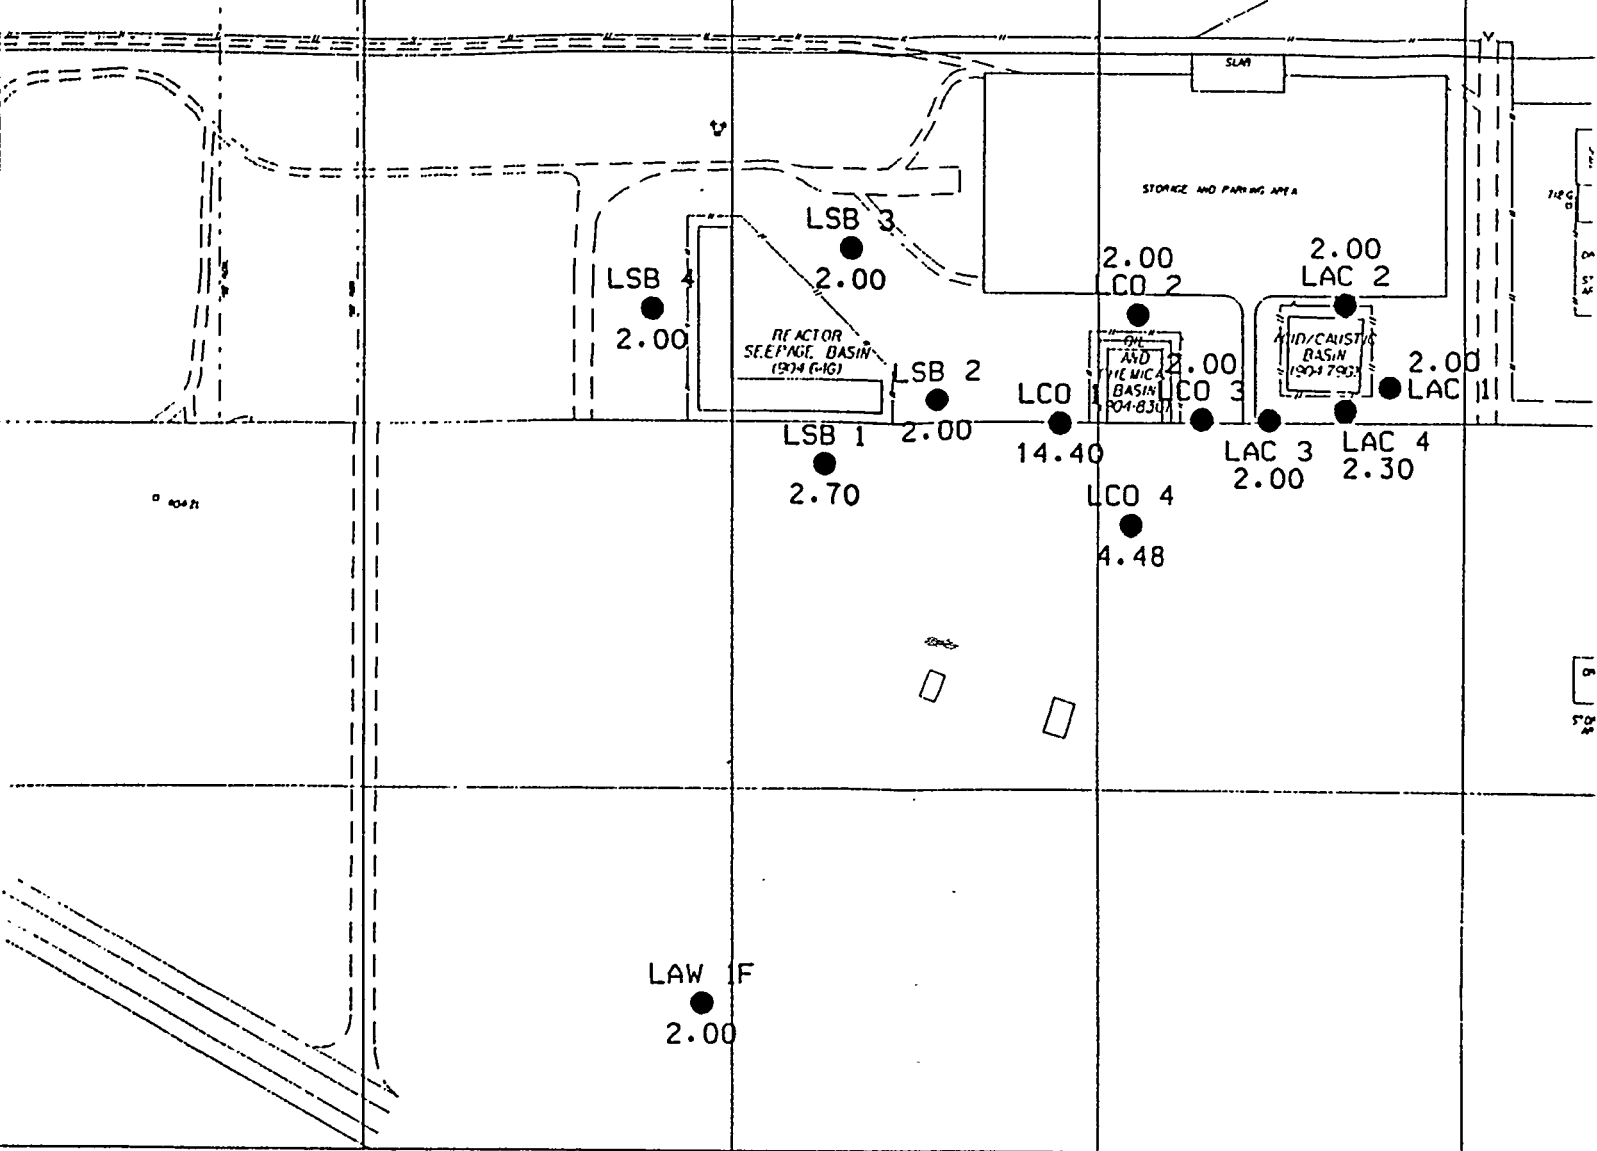 SLAB
STORAGE AND PARKING AREA
LSB 3
2.00
LSB 4
2.00
REACTOR
SEEPAGE BASIN
2.00
LCO 2
2.00
LAC 2
OIL
AND
BASIN
ACID/CAUSTIC
BASIN
LSB 2
2.00
LCO 1
14.40
2.00
LCO 3
2.00
LAC 1
LSB 1
2.70
LAC 3
2.00
LAC 4
2.30
LCO 4
4.48
LAW 1F
2.00